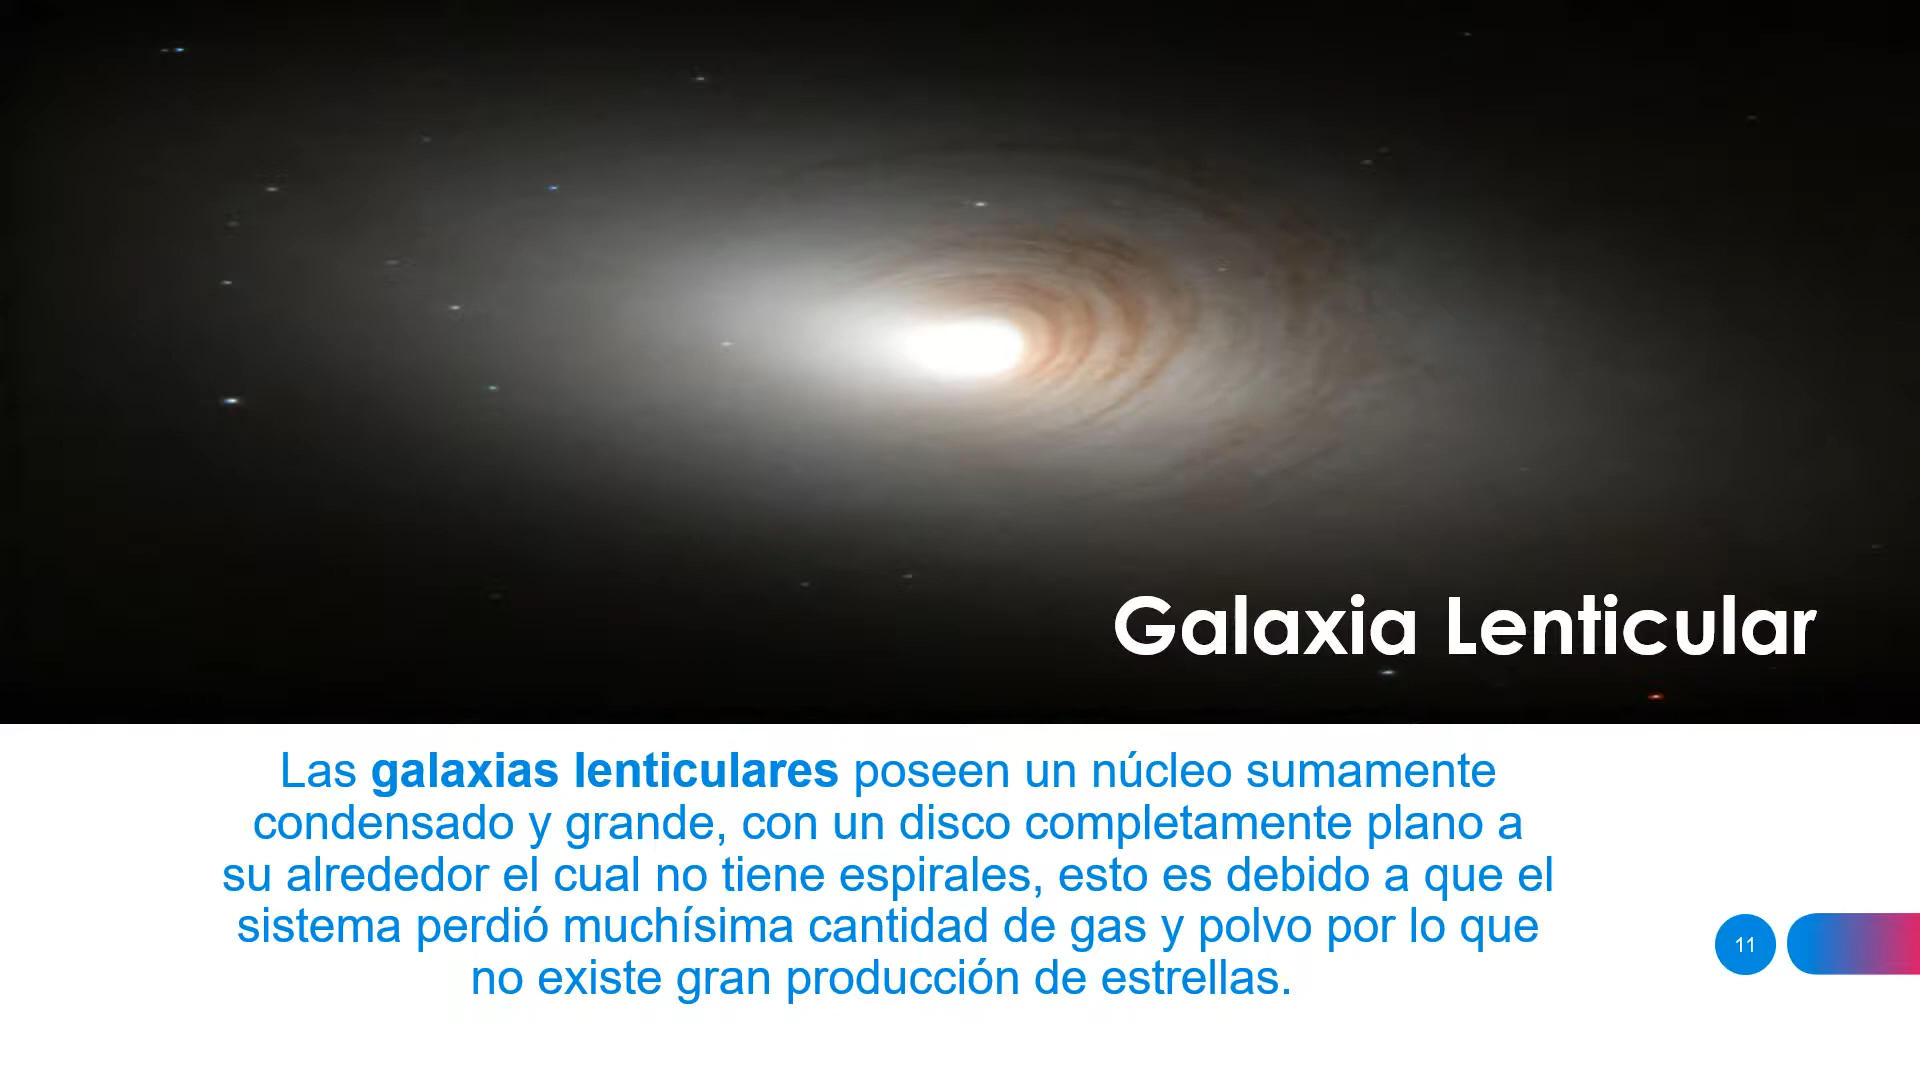 Galaxia Lenticular
Las galaxias lenticulares poseen un núcleo sumamente
condensado y grande, con un disco completamente plano a
su alrededor el cual no tiene espirales, esto es debido a que el
sistema perdió muchísima cantidad de gas y polvo por lo que
no existe gran producción de estrellas.
11